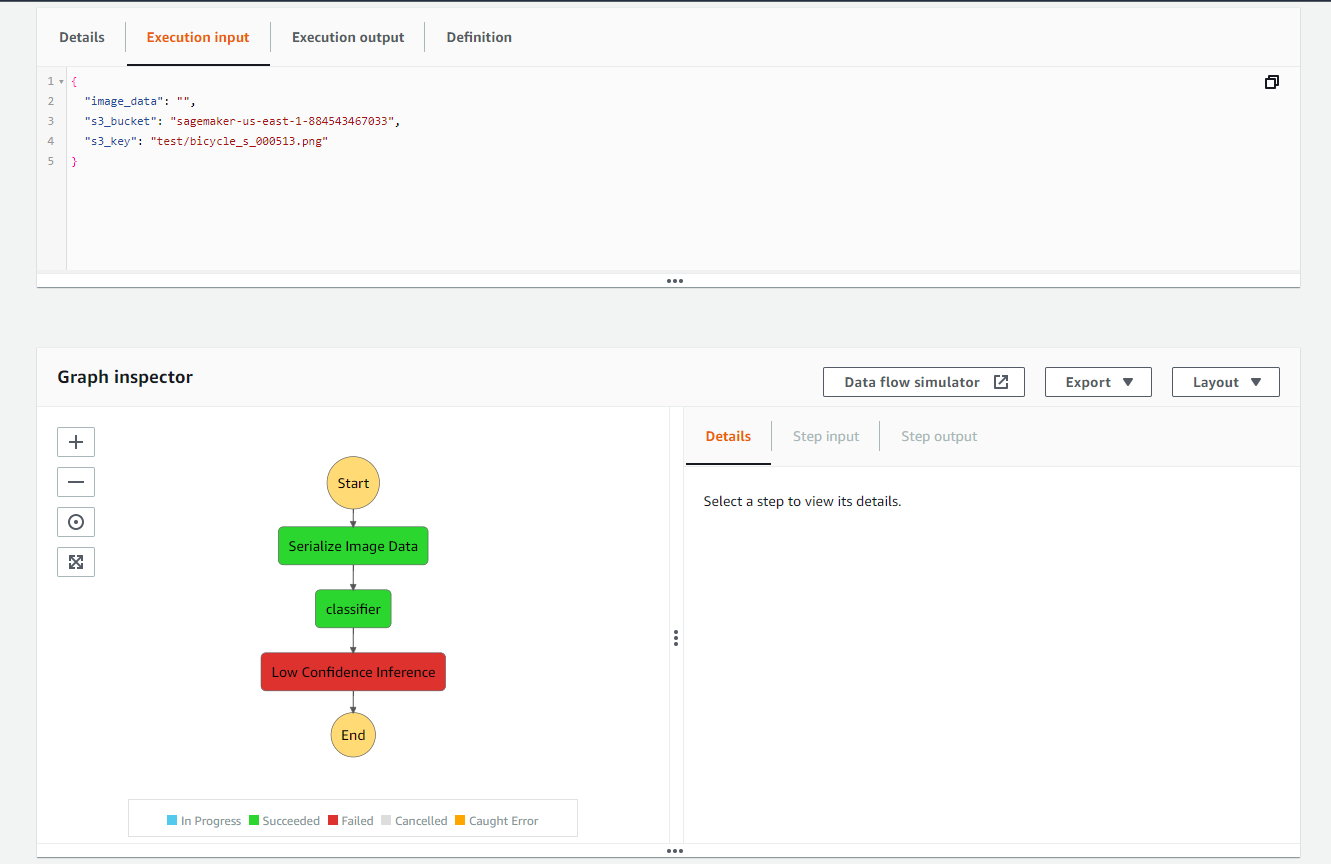 Details Execution input Execution output Definition
1 {
2 "image_data": "",
3 "s3_bucket": "sagemaker-us-east-1-884543467033",
4 "s3_key": "test/bicycle_s_000513.png"
5 }
Graph inspector
Data flow simulator Export Layout
Details Step input Step output
Select a step to view its details.
Start
Serialize Image Data
classifier
Low Confidence Inference
End
In Progress Succeeded Failed Cancelled Caught Error